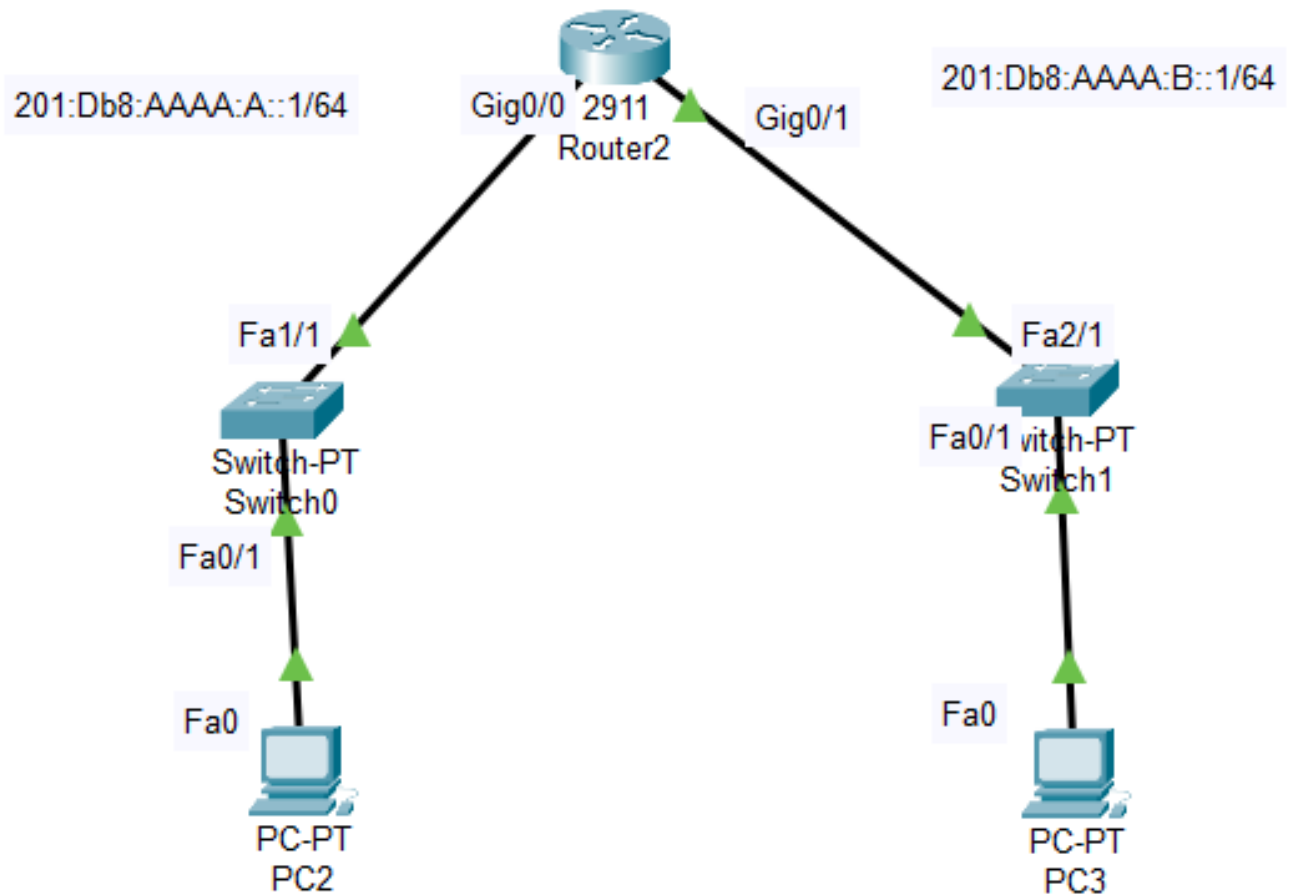 201:Db8:AAAA:A::1/64
Gig0/0
2911
Router2
Gig0/1
201:Db8:AAAA:B::1/64
Fa1/1
Switch-PT
Switch0
Fa0/1
Fa0
PC-PT
PC2
Fa2/1
Fa0/1
witch-PT
Switch1
Fa0
PC-PT
PC3